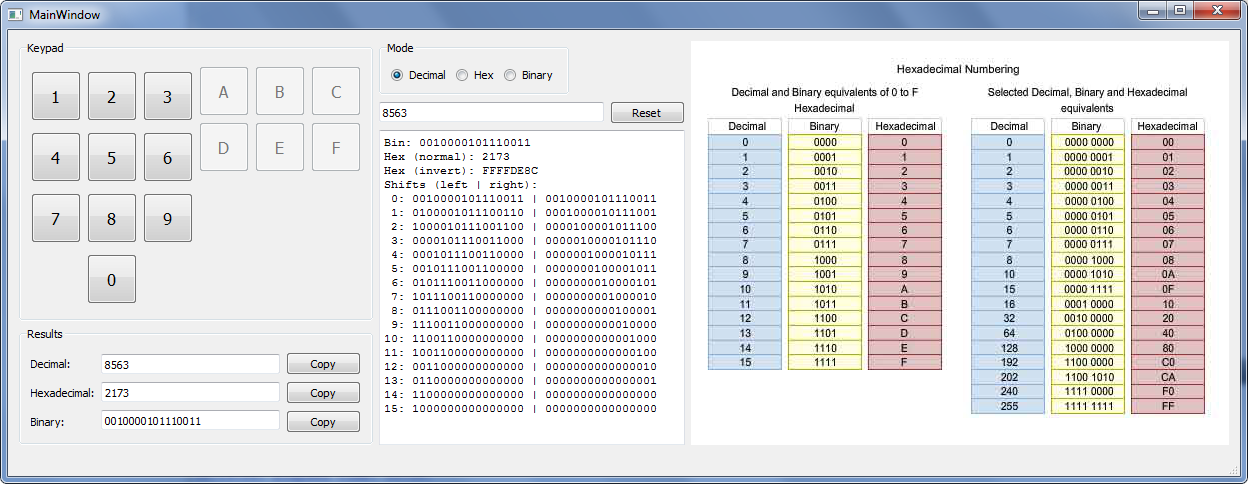 MainWindow
Keypad
1 2 3 A B C
4 5 6 D E F
7 8 9
0
Results
Decimal: 8563 Copy
Hexadecimal: 2173 Copy
Binary: 0010000101110011 Copy
Mode
Decimal Hex Binary
8563 Reset
Bin: 0010000101110011
Hex (normal): 2173
Hex (invert): FFFFDE8C
Shifts (left | right):
0: 0010000101110011 | 0010000101110011
1: 0100001011100110 | 0001000010111001
2: 1000010111001100 | 0000100001011100
3: 0000101110011000 | 0000010000101110
4: 0001011100110000 | 0000001000010111
5: 0010111001100000 | 0000000100001011
6: 0101110011000000 | 0000000010000101
7: 1011100110000000 | 0000000001000010
8: 0111001100000000 | 0000000000100001
9: 1110011000000000 | 0000000000010000
10: 1100110000000000 | 0000000000001000
11: 1001100000000000 | 0000000000000100
12: 0011000000000000 | 0000000000000010
13: 0110000000000000 | 0000000000000001
14: 1100000000000000 | 0000000000000000
15: 1000000000000000 | 0000000000000000
Hexadecimal Numbering
Decimal and Binary equivalents of 0 to F
Hexadecimal
Decimal Binary Hexadecimal
0 0000 0
1 0001 1
2 0010 2
3 0011 3
4 0100 4
5 0101 5
6 0110 6
7 0111 7
8 1000 8
9 1001 9
10 1010 A
11 1011 B
12 1100 C
13 1101 D
14 1110 E
15 1111 F
Selected Decimal, Binary and Hexadecimal
equivalents
Decimal Binary Hexadecimal
0 0000 0000 00
1 0000 0001 01
2 0000 0010 02
3 0000 0011 03
4 0000 0100 04
5 0000 0101 05
6 0000 0110 06
7 0000 0111 07
8 0000 1000 08
10 0000 1010 0A
15 0000 1111 0F
16 0001 0000 10
32 0010 0000 20
64 0100 0000 40
128 1000 0000 80
192 1100 0000 C0
202 1100 1010 CA
240 1111 0000 F0
255 1111 1111 FF